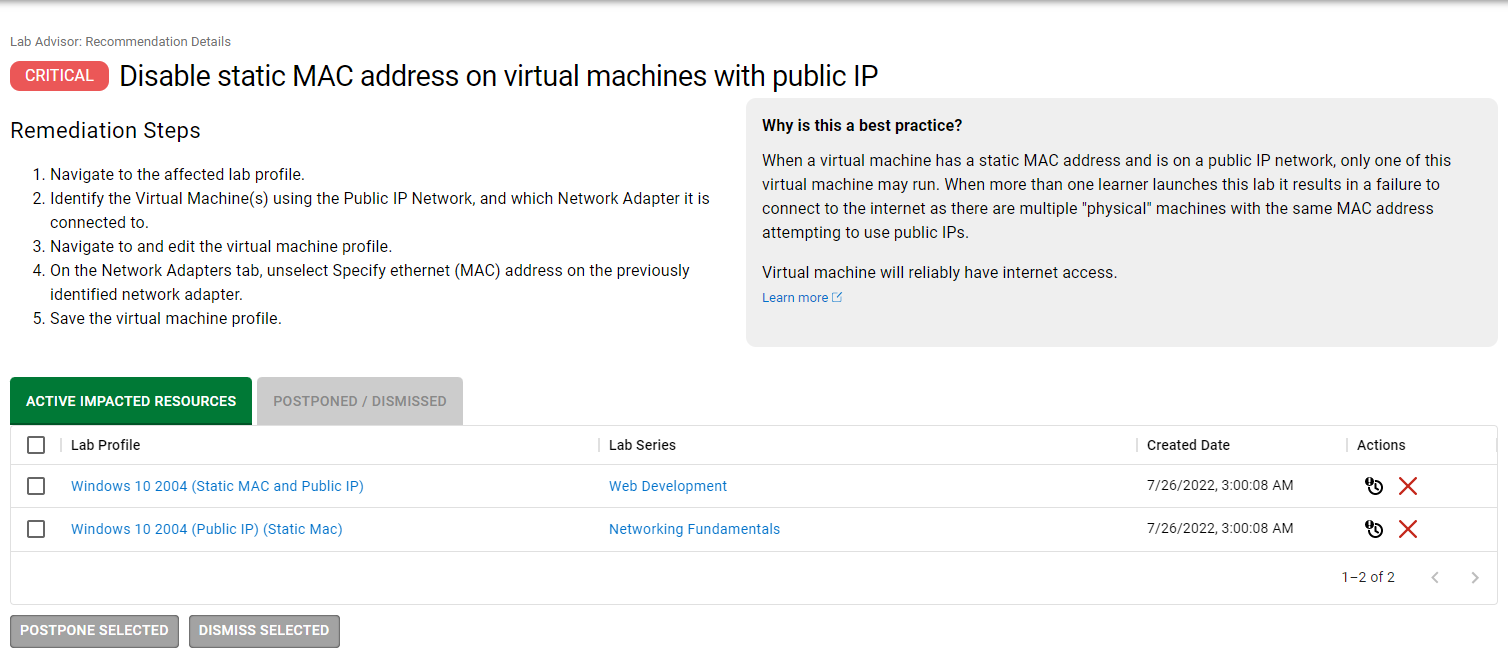 Lab Advisor: Recommendation Details
CRITICAL Disable static MAC address on virtual machines with public IP
Remediation Steps
1. Navigate to the affected lab profile.
2. Identify the Virtual Machine(s) using the Public IP Network, and which Network Adapter it is
connected to.
3. Navigate to and edit the virtual machine profile.
4. On the Network Adapters tab, unselect Specify ethernet (MAC) address on the previously
identified network adapter.
5. Save the virtual machine profile.
Why is this a best practice?
When a virtual machine has a static MAC address and is on a public IP network, only one of this
virtual machine may run. When more than one learner launches this lab it results in a failure to
connect to the internet as there are multiple "physical" machines with the same MAC address
attempting to use public IPs.
Virtual machine will reliably have internet access.
Learn more
ACTIVE IMPACTED RESOURCES POSTPONED / DISMISSED
Lab Profile Lab Series Created Date Actions
Windows 10 2004 (Static MAC and Public IP) Web Development 7/26/2022, 3:00:08 AM
Windows 10 2004 (Public IP) (Static Mac) Networking Fundamentals 7/26/2022, 3:00:08 AM
1–2 of 2
POSTPONE SELECTED DISMISS SELECTED